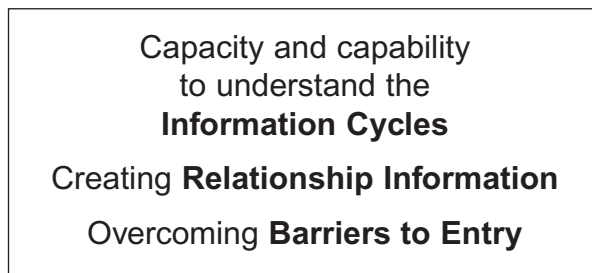 Capacity and capability
to understand the
Information Cycles
Creating Relationship Information
Overcoming Barriers to Entry